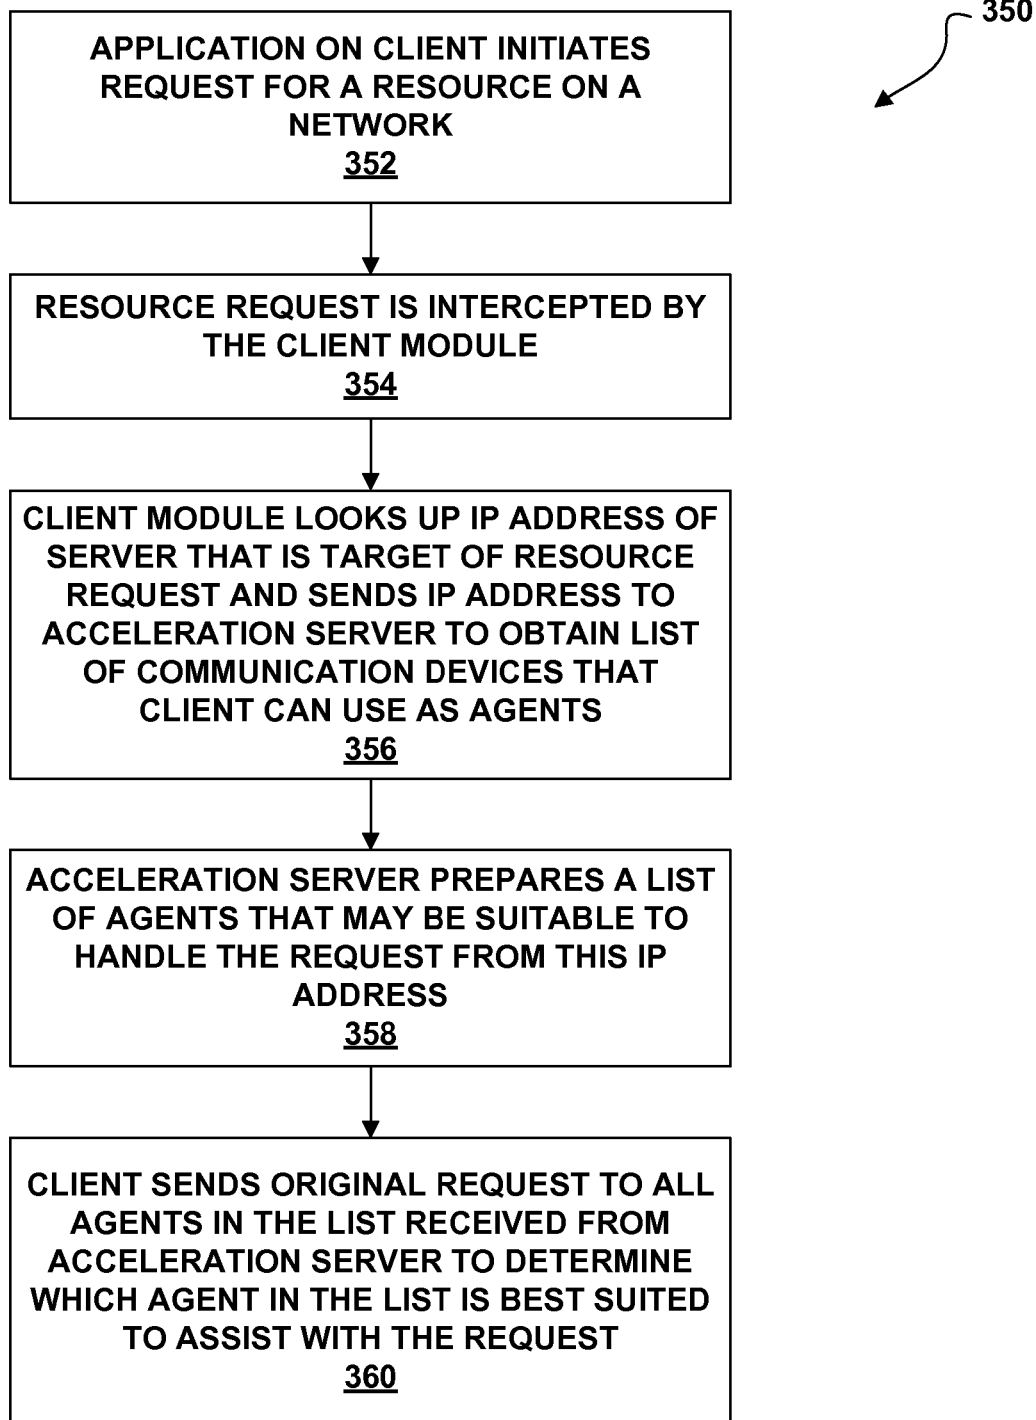 350
APPLICATION ON CLIENT INITIATES
REQUEST FOR A RESOURCE ON A
NETWORK
352
RESOURCE REQUEST IS INTERCEPTED BY
THE CLIENT MODULE
354
CLIENT MODULE LOOKS UP IP ADDRESS OF
SERVER THAT IS TARGET OF RESOURCE
REQUEST AND SENDS IP ADDRESS TO
ACCELERATION SERVER TO OBTAIN LIST
OF COMMUNICATION DEVICES THAT
CLIENT CAN USE AS AGENTS
356
ACCELERATION SERVER PREPARES A LIST
OF AGENTS THAT MAY BE SUITABLE TO
HANDLE THE REQUEST FROM THIS IP
ADDRESS
358
CLIENT SENDS ORIGINAL REQUEST TO ALL
AGENTS IN THE LIST RECEIVED FROM
ACCELERATION SERVER TO DETERMINE
WHICH AGENT IN THE LIST IS BEST SUITED
TO ASSIST WITH THE REQUEST
360